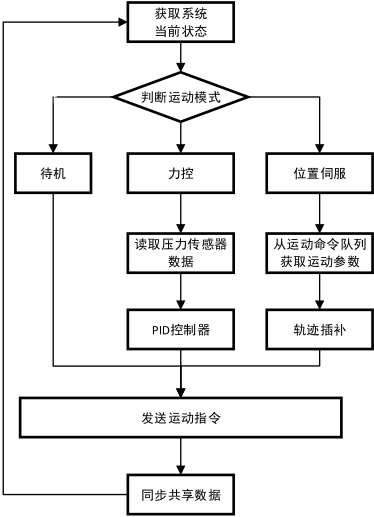 获取系统
当前状态
判断运动模式
待机
力控
位置伺服
读取压力传感器
数据
从运动命令队列
获取运动参数
PID控制器
轨迹插补
发送运动指令
同步共享数据